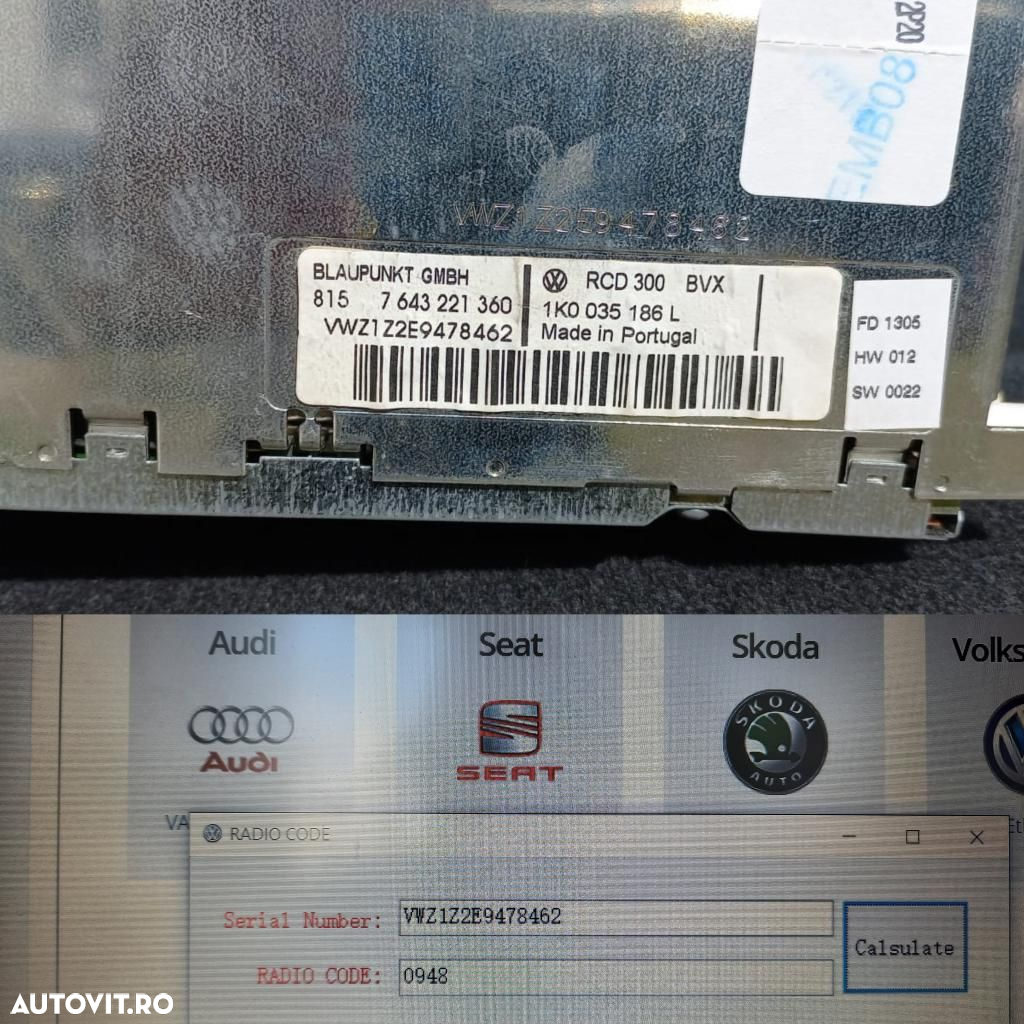 2P20
EMB08
VWZ1Z2E9478462
BLAUPUNKT GMBH
815 7 643 221 360
VWZ1Z2E9478462
RCD 300 BVX
1K0 035 186 L
Made in Portugal
FD 1305
HW 012
SW 0022
Audi
Seat
Skoda
Volks
Audi
SEAT
SKODA
AUTO
VA
RADIO CODE
Serial Number:
VWZ1Z2E9478462
Calsulate
RADIO CODE:
0948
AUTOVIT.RO